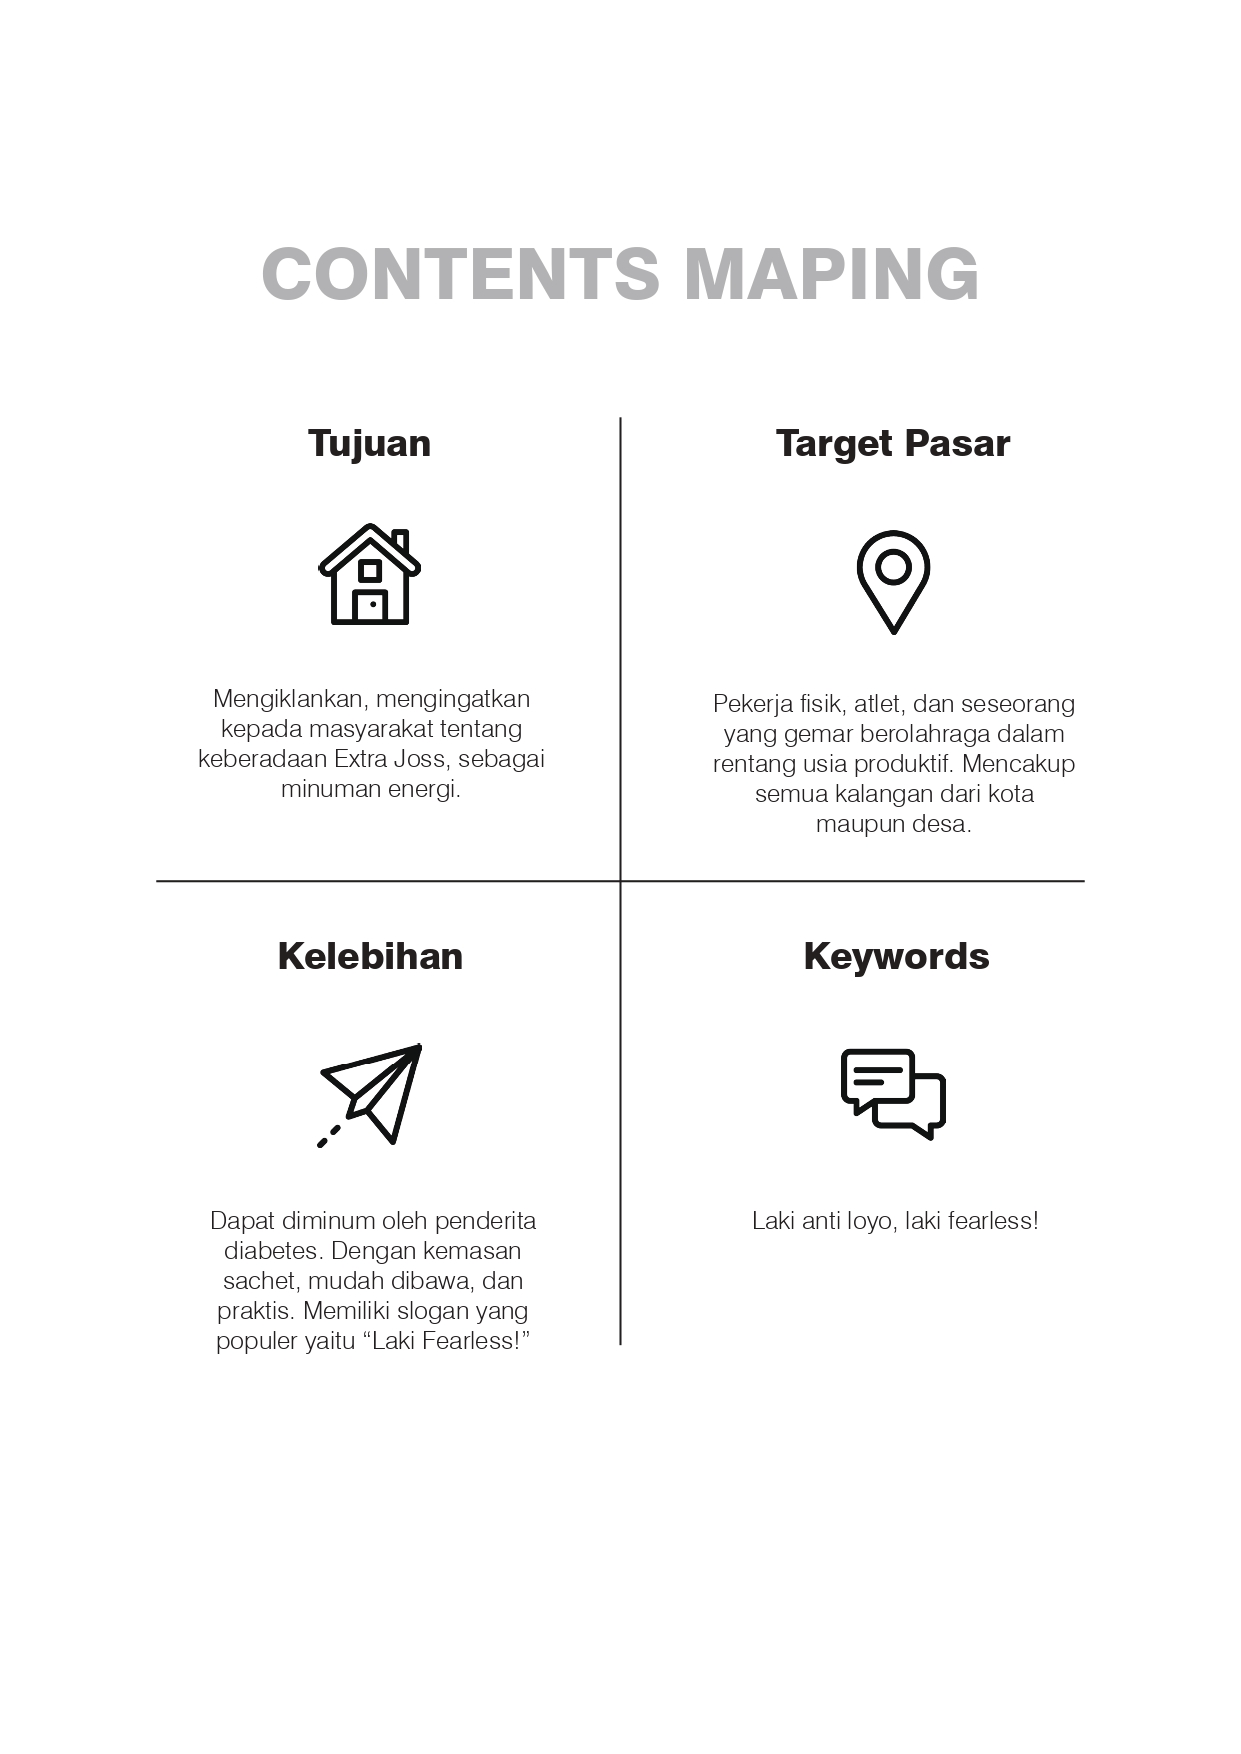 CONTENTS MAPING
Tujuan
Mengiklankan, mengingatkan
kepada masyarakat tentang
keberadaan Extra Joss, sebagai
minuman energi.
Target Pasar
Pekerja fisik, atlet, dan seseorang
yang gemar berolahraga dalam
rentang usia produktif. Mencakup
semua kalangan dari kota
maupun desa.
Kelebihan
Dapat diminum oleh penderita
diabetes. Dengan kemasan
sachet, mudah dibawa, dan
praktis. Memiliki slogan yang
populer yaitu “Laki Fearless!”
Keywords
Laki anti loyo, laki fearless!